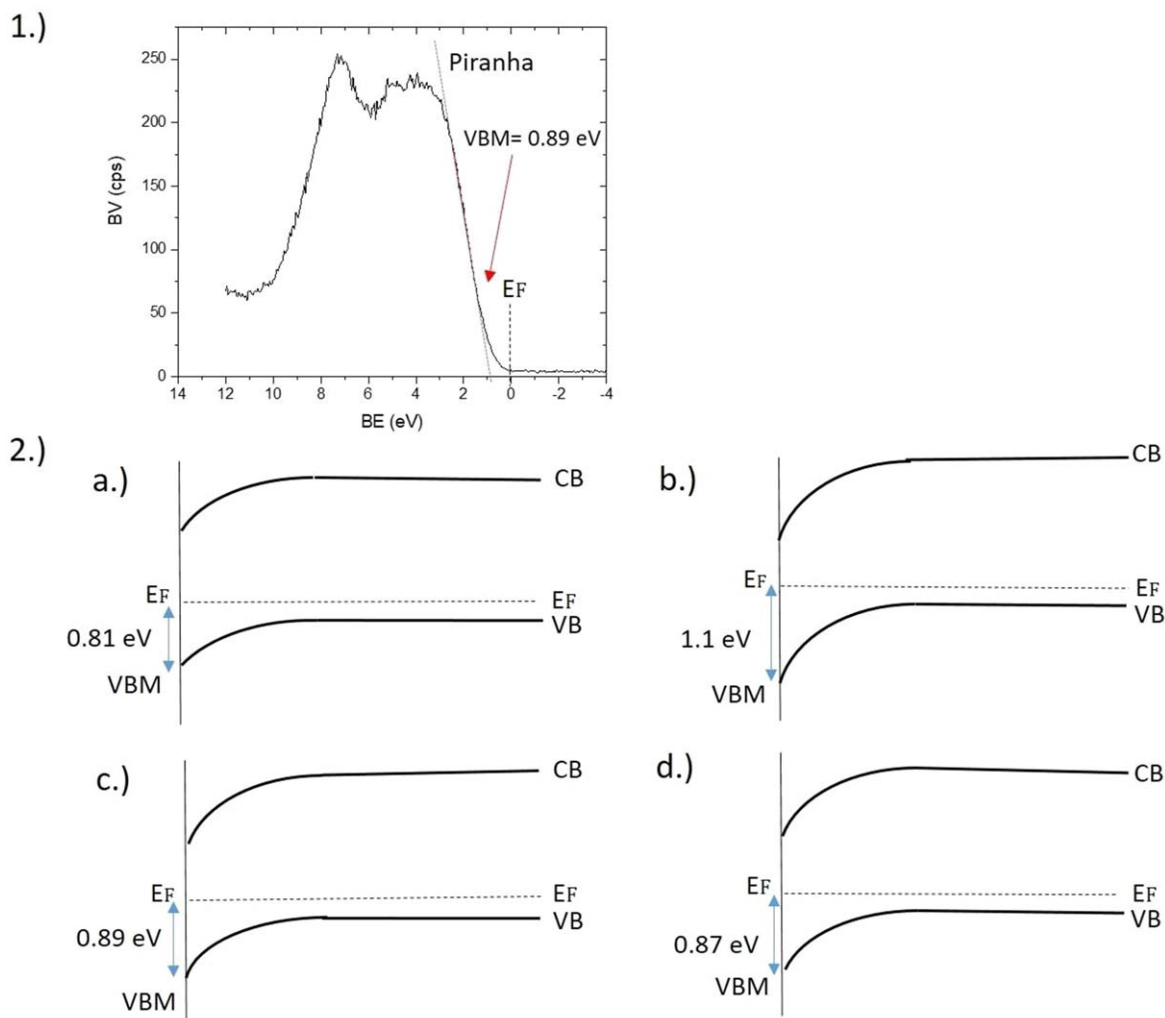 1.)
250
200
150
100
50
0
BV (cps)
Piranha
VBM= 0.89 eV
EF
14 12 10 8 6 4 2 0 -2 -4
BE (eV)
2.)
a.)
CB
EF
EF
0.81 eV
VB
VBM
b.)
CB
EF
EF
1.1 eV
VB
VBM
c.)
CB
EF
EF
0.89 eV
VB
VBM
d.)
CB
EF
EF
0.87 eV
VB
VBM